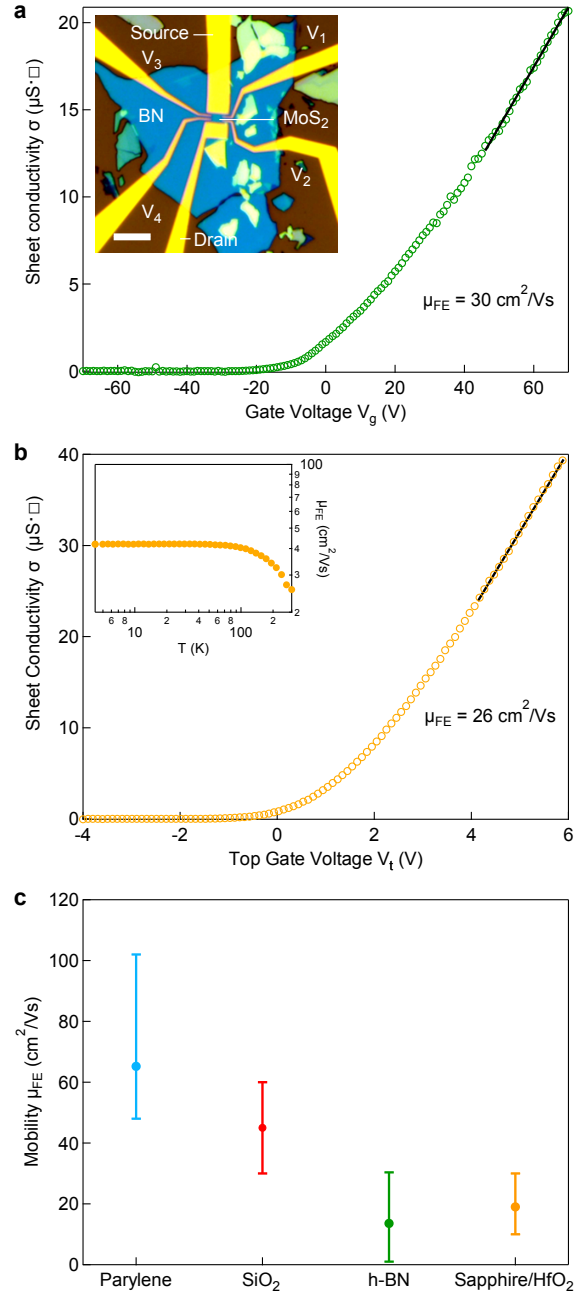 a
20
15
10
5
0
Sheet conductivity σ (µS·□)
Source
V1
V3
BN
MoS2
V2
V4
Drain
µFE = 30 cm2/Vs
-60 -40 -20 0 20 40 60
Gate Voltage Vg (V)
b
40
30
20
10
0
Sheet Conductivity σ (µS·□)
100
9
8
7
6
5
4
3
2
µFE (cm2/Vs)
6 8 10 2 4 6 8 100 2
T (K)
µFE = 26 cm2/Vs
-4 -2 0 2 4 6
Top Gate Voltage Vt (V)
c
120
100
80
60
40
20
0
Mobility µFE (cm2/Vs)
Parylene SiO2 h-BN Sapphire/HfO2